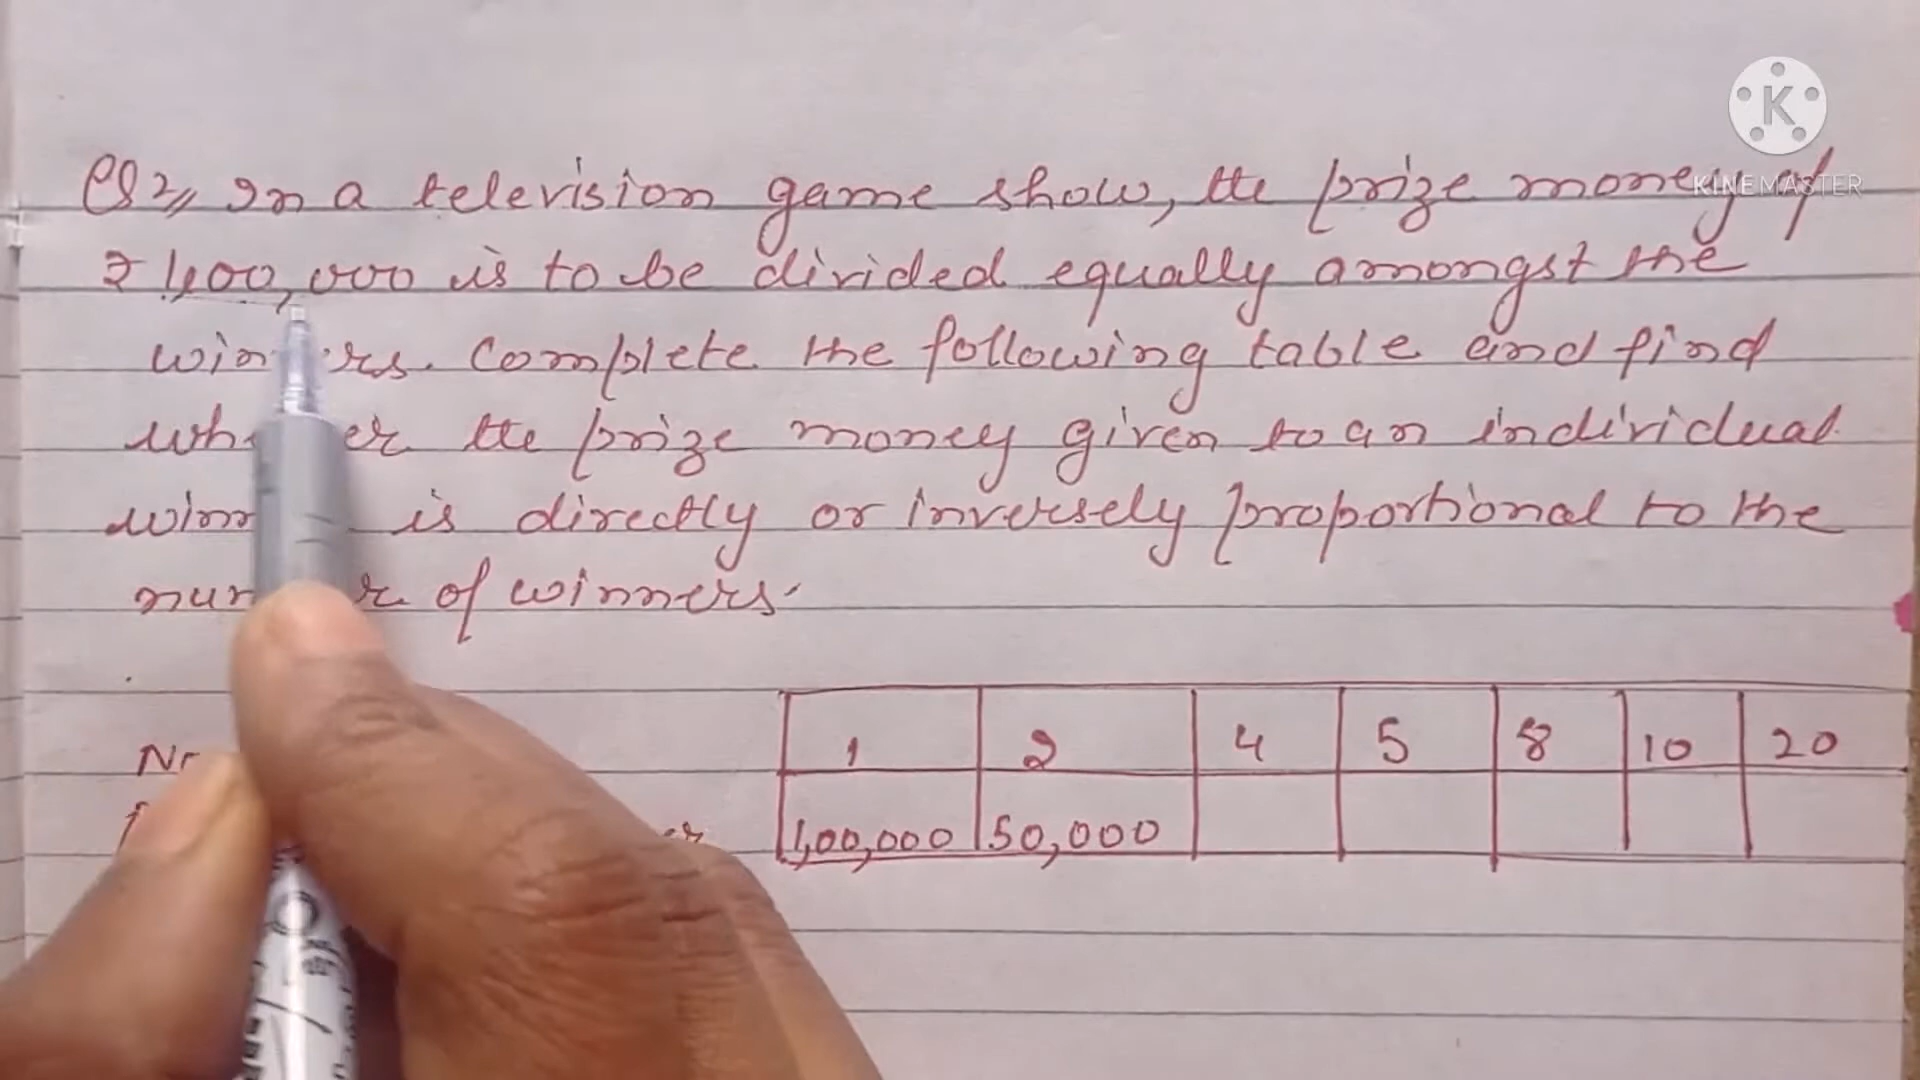 Q2, In a television game show, the prize money of
₹ 1,00,000 is to be divided equally amongst the
Complete the following table and find
the prize money given to an individual
is directly or inversely proportional to the
of winners.
1 2 4 5 8 10 20
1,00,000 50,000
K
KINEMASTER